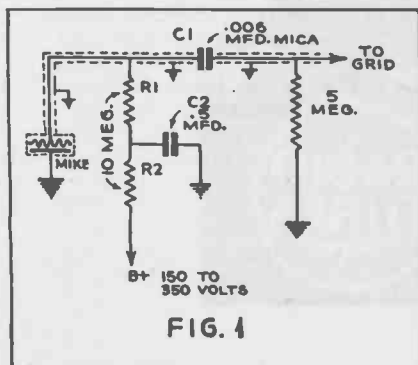 C1
.006
MFD. MICA
TO
GRID
R1
C2
.5
MFD.
10 MEG.
R2
5
MEG.
MIKE
B+ 150 TO
350 VOLTS
FIG. 1